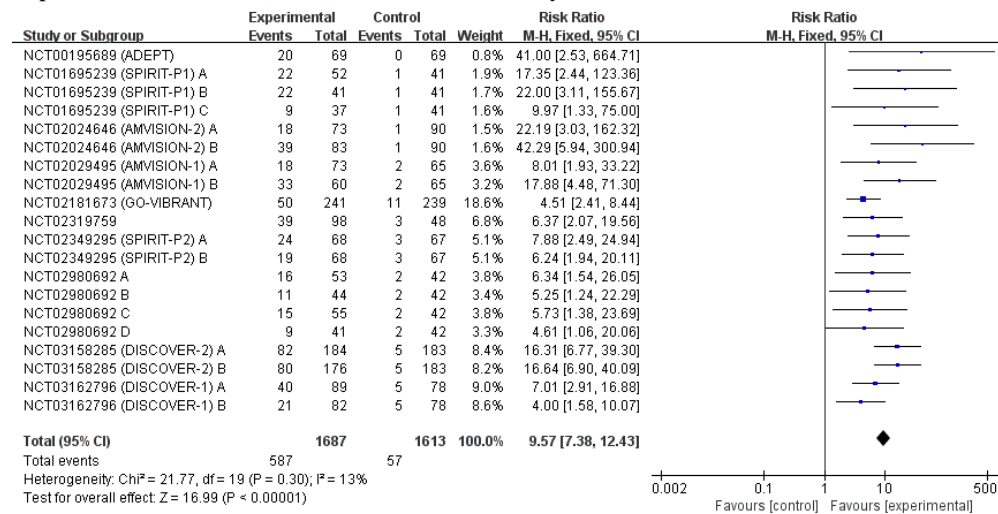 Experimental Control Risk Ratio Risk Ratio
Study or Subgroup Events Total Events Total Weight M-H, Fixed, 95% CI M-H, Fixed, 95% CI
NCT00195689 (ADEPT) 20 69 0 69 0.8% 41.00 [2.53, 664.71]
NCT01695239 (SPIRIT-P1) A 22 52 1 41 1.9% 17.35 [2.44, 123.36]
NCT01695239 (SPIRIT-P1) B 22 41 1 41 1.7% 22.00 [3.11, 155.67]
NCT01695239 (SPIRIT-P1) C 9 37 1 41 1.6% 9.97 [1.33, 75.00]
NCT02024646 (AMVISION-2) A 18 73 1 90 1.5% 22.19 [3.03, 162.32]
NCT02024646 (AMVISION-2) B 39 83 1 90 1.6% 42.29 [5.94, 300.94]
NCT02029495 (AMVISION-1) A 18 73 2 65 3.6% 8.01 [1.93, 33.22]
NCT02029495 (AMVISION-1) B 33 60 2 65 3.2% 17.88 [4.48, 71.30]
NCT02181673 (GO-VIBRANT) 50 241 11 239 18.6% 4.51 [2.41, 8.44]
NCT02319759 39 98 3 48 6.8% 6.37 [2.07, 19.56]
NCT02349295 (SPIRIT-P2) A 24 68 3 67 5.1% 7.88 [2.49, 24.94]
NCT02349295 (SPIRIT-P2) B 19 68 3 67 5.1% 6.24 [1.94, 20.11]
NCT02980692 A 16 53 2 42 3.8% 6.34 [1.54, 26.05]
NCT02980692 B 11 44 2 42 3.4% 5.25 [1.24, 22.29]
NCT02980692 C 15 55 2 42 3.8% 5.73 [1.38, 23.69]
NCT02980692 D 9 41 2 42 3.3% 4.61 [1.06, 20.06]
NCT03158285 (DISCOVER-2) A 82 184 5 183 8.4% 16.31 [6.77, 39.30]
NCT03158285 (DISCOVER-2) B 80 176 5 183 8.2% 16.64 [6.90, 40.09]
NCT03162796 (DISCOVER-1) A 40 89 5 78 9.0% 7.01 [2.91, 16.88]
NCT03162796 (DISCOVER-1) B 21 82 5 78 8.6% 4.00 [1.58, 10.07]
Total (95% CI) 1687 1613 100.0% 9.57 [7.38, 12.43]
Total events 587 57
Heterogeneity: Chi² = 21.77, df = 19 (P = 0.30); I² = 13%
Test for overall effect: Z = 16.99 (P < 0.00001)
0.002 0.1 1 10 500
Favours [control] Favours [experimental]